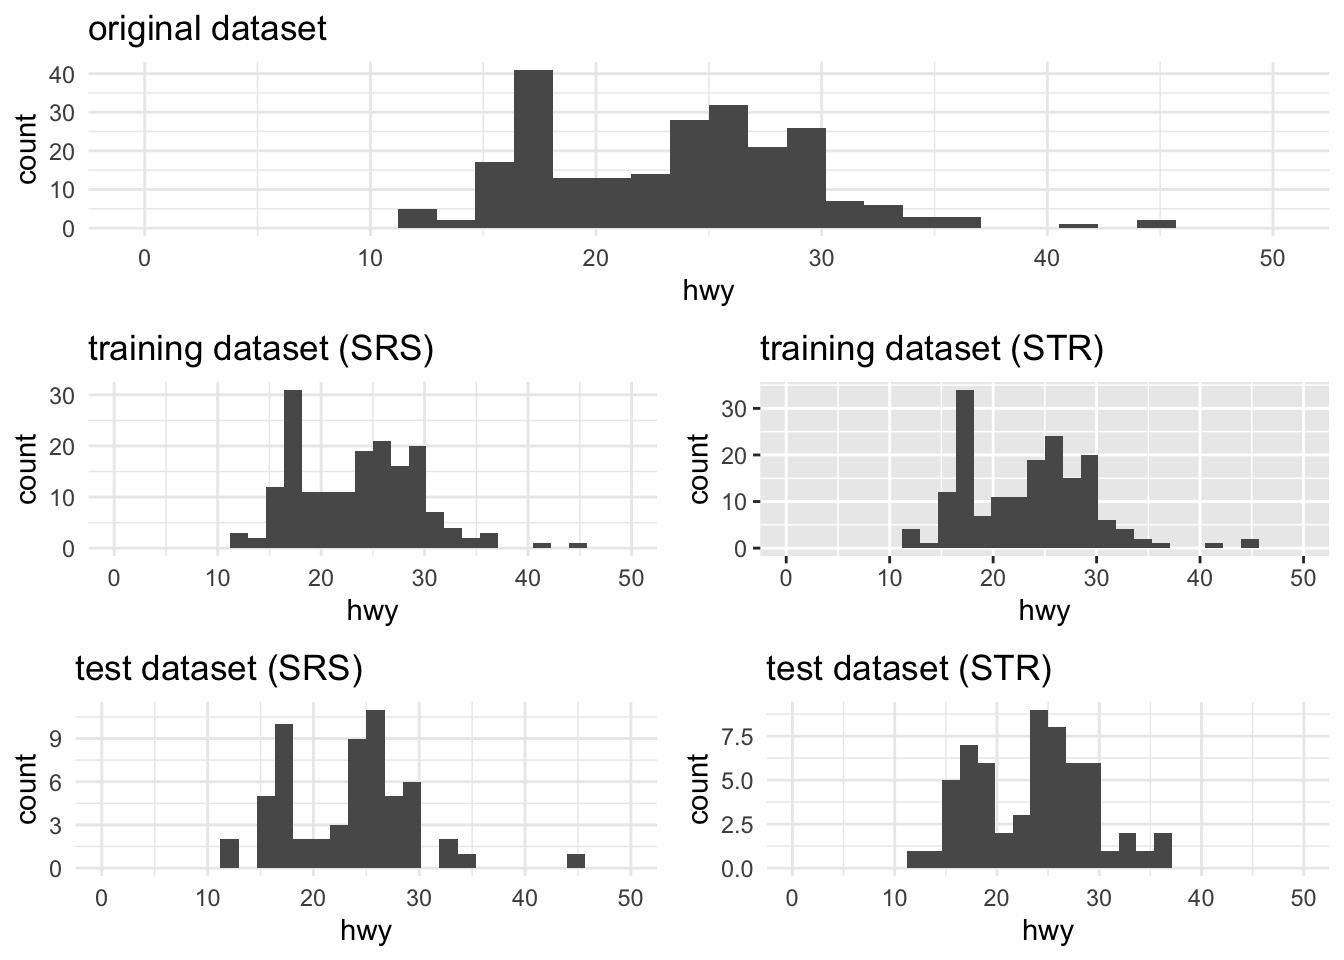 original dataset
count
40
30
20
10
0
0 10 20 30 40 50
hwy
training dataset (SRS)
count
30
20
10
0
0 10 20 30 40 50
hwy
training dataset (STR)
count
30
20
10
0
0 10 20 30 40 50
hwy
test dataset (SRS)
count
9
6
3
0
0 10 20 30 40 50
hwy
test dataset (STR)
count
7.5
5.0
2.5
0.0
0 10 20 30 40 50
hwy